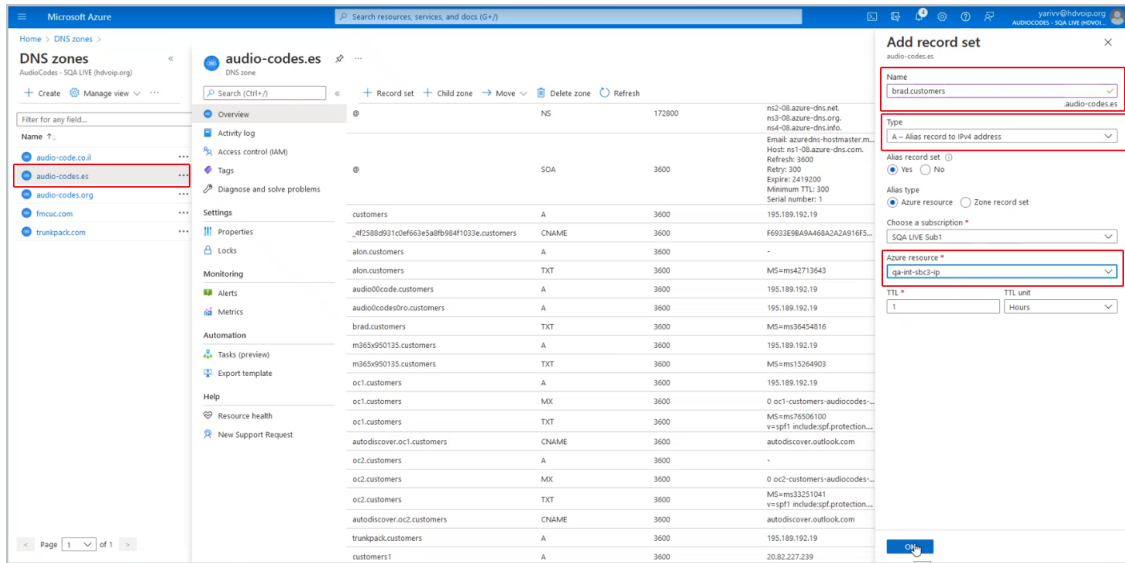 Microsoft Azure
Search resources, services, and docs (G+/)
4
yarivv@hdvoip.org
AUDIOCODES - SQA LIVE (HDVOI...
Home > DNS zones >
DNS zones
AudioCodes - SQA LIVE (hdvoip.org)
+ Create Manage view ...
Filter for any field...
Name ↑↓
audio-code.co.il ...
audio-codes.es ...
audio-codes.org ...
fmcuc.com ...
trunkpack.com ...
< Page 1 of 1 >
audio-codes.es ...
DNS zone
Search (Ctrl+/)
Overview
Activity log
Access control (IAM)
Tags
Diagnose and solve problems
Settings
Properties
Locks
Monitoring
Alerts
Metrics
Automation
Tasks (preview)
Export template
Help
Resource health
New Support Request
+ Record set + Child zone → Move Delete zone Refresh
@ NS 172800 ns2-08.azure-dns.net.
ns3-08.azure-dns.org.
ns4-08.azure-dns.info.
Email: azuredns-hostmaster.m...
Host: ns1-08.azure-dns.com.
Refresh: 3600
@ SOA 3600 Retry: 300
Expire: 2419200
Minimum TTL: 300
Serial number: 1
customers A 3600 195.189.192.19
_4f2588d931c0ef663e5a8fb984f1033e.customers CNAME 3600 F6933E9BA9A468A2A2A916F5...
alon.customers A 3600 -
alon.customers TXT 3600 MS=ms42713643
audio00code.customers A 3600 195.189.192.19
audio0codes0ro.customers A 3600 195.189.192.19
brad.customers TXT 3600 MS=ms36454816
m365x950135.customers A 3600 195.189.192.19
m365x950135.customers TXT 3600 MS=ms15264903
oc1.customers A 3600 195.189.192.19
oc1.customers MX 3600 0 oc1-customers-audiocodes-...
oc1.customers TXT 3600 MS=ms76506100
v=spf1 include:spf.protection....
autodiscover.oc1.customers CNAME 3600 autodiscover.outlook.com
oc2.customers A 3600 -
oc2.customers MX 3600 0 oc2-customers-audiocodes-...
oc2.customers TXT 3600 MS=ms33251041
v=spf1 include:spf.protection....
autodiscover.oc2.customers CNAME 3600 autodiscover.outlook.com
trunkpack.customers A 3600 195.189.192.19
customers1 A 3600 20.82.227.239
Add record set
audio-codes.es
Name
brad.customers
.audio-codes.es
Type
A – Alias record to IPv4 address
Alias record set
Yes No
Alias type
Azure resource Zone record set
Choose a subscription *
SQA LIVE Sub1
Azure resource *
qa-int-sbc3-ip
TTL * TTL unit
1 Hours
OK